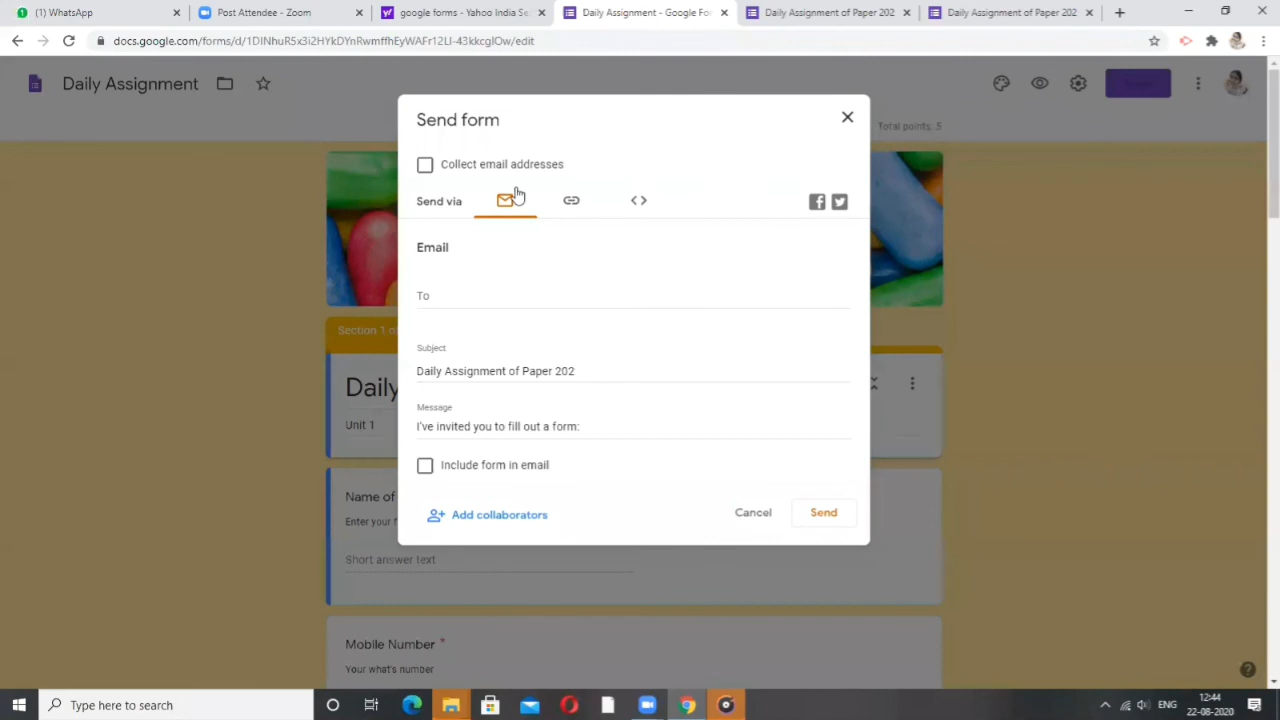 WhatsApp
Post Attendee - Zoom
google forms - Yahoo India Se
Daily Assignment - Google For
Daily Assignment of Paper 202
Daily Assignment of Paper 202
docs.google.com/forms/d/1DINhuR5x3i2HYkDYnRwmffhEyWAFr12LI-43kkcglOw/edit
Daily Assignment
Total points: 5
Send form
Collect email addresses
Send via
Email
To
Section 1 of
Subject
Daily Assignment of Paper 202
Daily
Message
Unit 1
I've invited you to fill out a form:
Include form in email
Name of
Enter your f
Add collaborators
Cancel
Send
Short answer text
Mobile Number *
Your what's number
Type here to search
ENG
12:44
22-08-2020